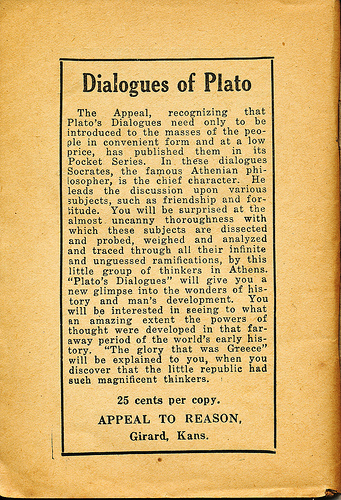 Dialogues of Plato
The Appeal, recognizing that
Plato's Dialogues need only to be
introduced to the masses of the peo-
ple in convenient form and at a low
price, has published them in its
Pocket Series. In these dialogues
Socrates, the famous Athenian phi-
losopher, is the chief character. He
leads the discussion upon various
subjects, such as friendship and for-
titude. You will be surprised at the
almost uncanny thoroughness with
which these subjects are dissected
and probed, weighed and analyzed
and traced through all their infinite
and unguessed ramifications, by this
little group of thinkers in Athens.
"Plato's Dialogues" will give you a
new glimpse into the wonders of his-
tory and man's development. You
will be interested in seeing to what
an amazing extent the powers of
thought were developed in that far-
away period of the world's early his-
tory. "The glory that was Greece"
will be explained to you, when you
discover that the little republic had
such magnificent thinkers.
25 cents per copy.
APPEAL TO REASON,
Girard, Kans.